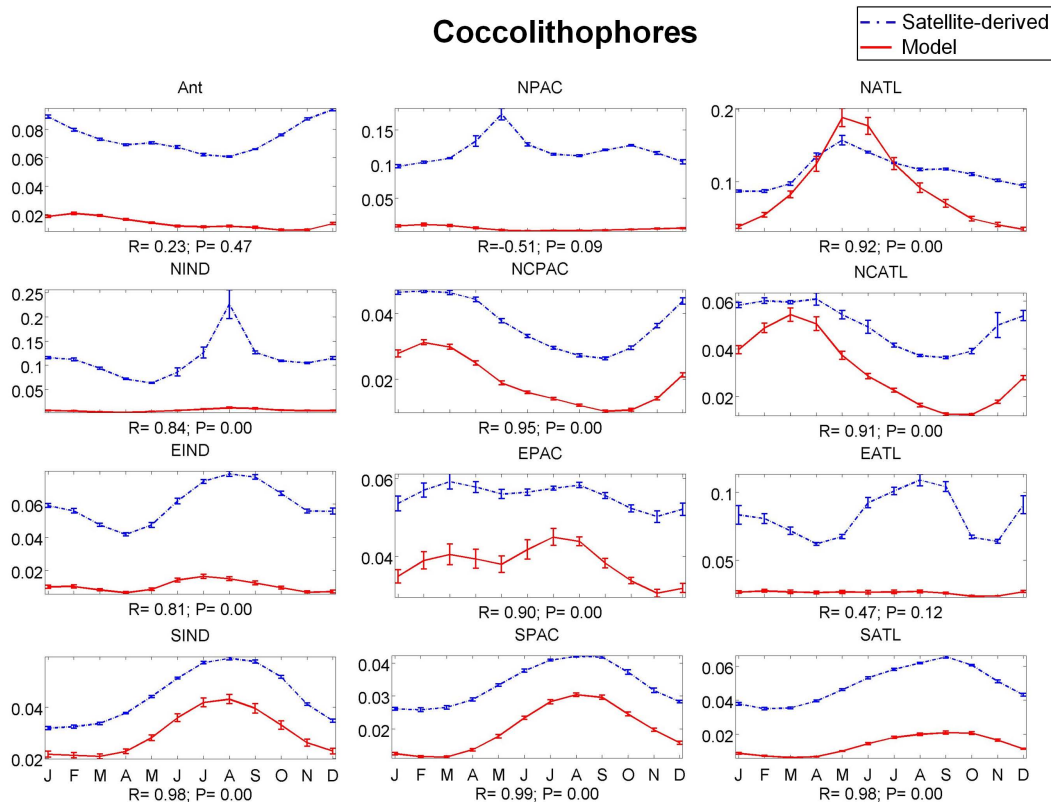 Coccolithophores
Satellite-derived
Model
Ant
0.08
0.06
0.04
0.02
R= 0.23; P= 0.47
NPAC
0.15
0.1
0.05
R=-0.51; P= 0.09
NATL
0.2
0.1
R= 0.92; P= 0.00
NIND
0.25
0.2
0.15
0.1
0.05
R= 0.84; P= 0.00
NCPAC
0.04
0.02
R= 0.95; P= 0.00
NCATL
0.06
0.04
0.02
R= 0.91; P= 0.00
EIND
0.06
0.04
0.02
R= 0.81; P= 0.00
EPAC
0.06
0.04
R= 0.90; P= 0.00
EATL
0.1
0.05
R= 0.47; P= 0.12
SIND
0.04
0.02
J F M A M J J A S O N D
R= 0.98; P= 0.00
SPAC
0.04
0.03
0.02
J F M A M J J A S O N D
R= 0.99; P= 0.00
SATL
0.06
0.04
0.02
J F M A M J J A S O N D
R= 0.98; P= 0.00